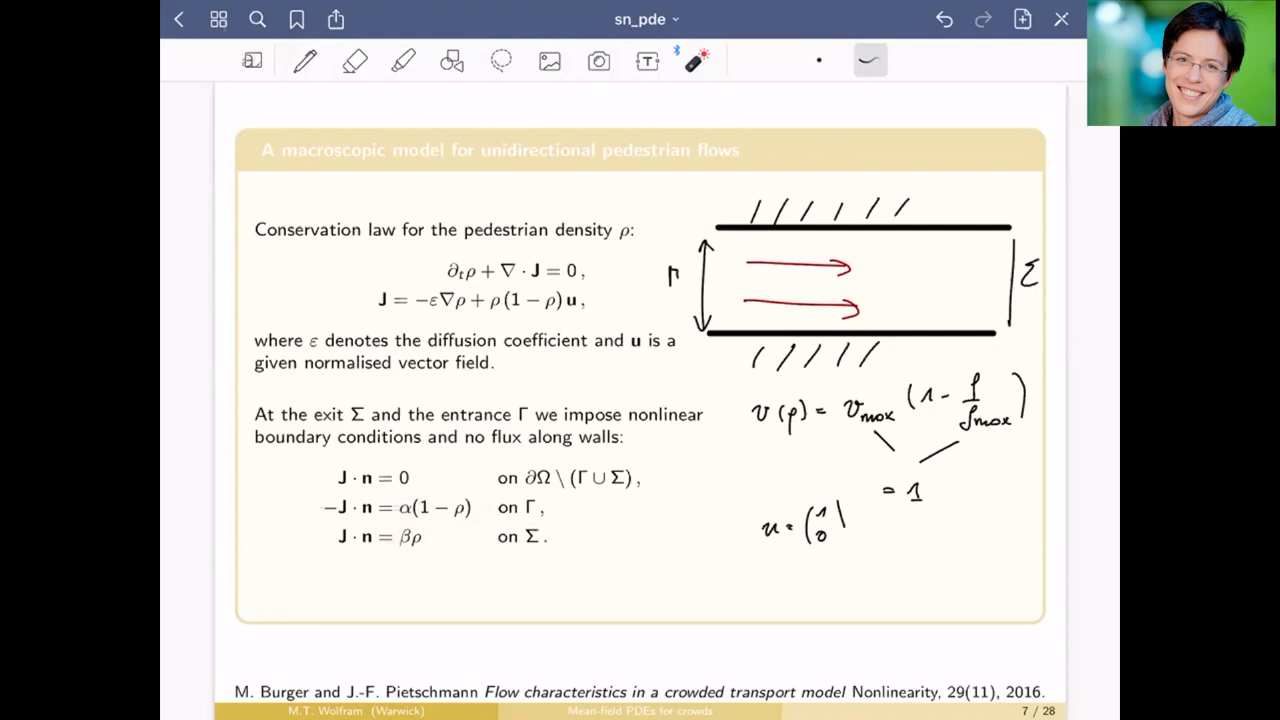 sn_pde
T
A macroscopic model for unidirectional pedestrian flows
Conservation law for the pedestrian density ρ:
∂ₜρ + ∇ · J = 0 ,
J = −ε∇ρ + ρ(1 − ρ) u ,
where ε denotes the diffusion coefficient and u is a
given normalised vector field.
At the exit Σ and the entrance Γ we impose nonlinear
boundary conditions and no flux along walls:
J · n = 0 on ∂Ω \ (Γ ∪ Σ) ,
−J · n = α(1 − ρ) on Γ ,
J · n = βρ on Σ .
Γ
Σ
v(ρ) = v_max (1 − ρ/ρ_max)
= 1
u = (1 0)
M. Burger and J.-F. Pietschmann Flow characteristics in a crowded transport model Nonlinearity, 29(11), 2016.
M.T. Wolfram (Warwick) Mean-field PDEs for crowds 7 / 28